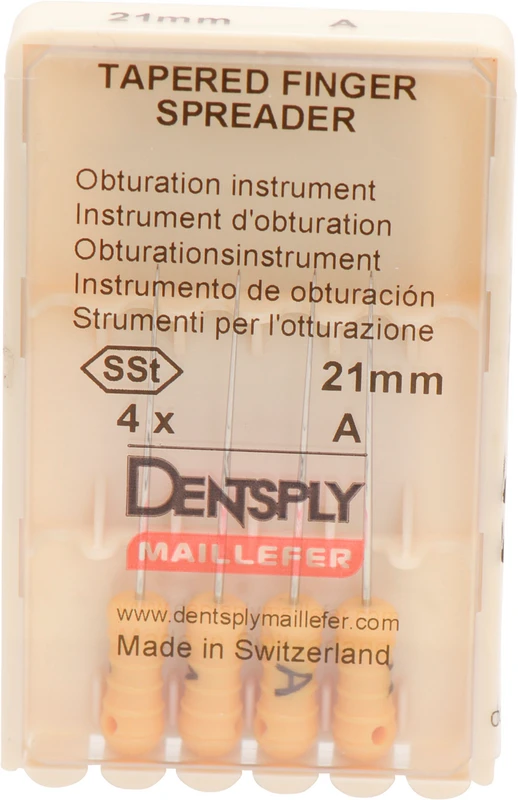 21mm A
TAPERED FINGER
SPREADER
Obturation instrument
Instrument d'obturation
Obturationsinstrument
Instrumento de obturación
Strumenti per l'otturazione
SSt 21mm
4 x A
DENTSPLY
MAILLEFER
www.dentsplymaillefer.com
Made in Switzerland
A